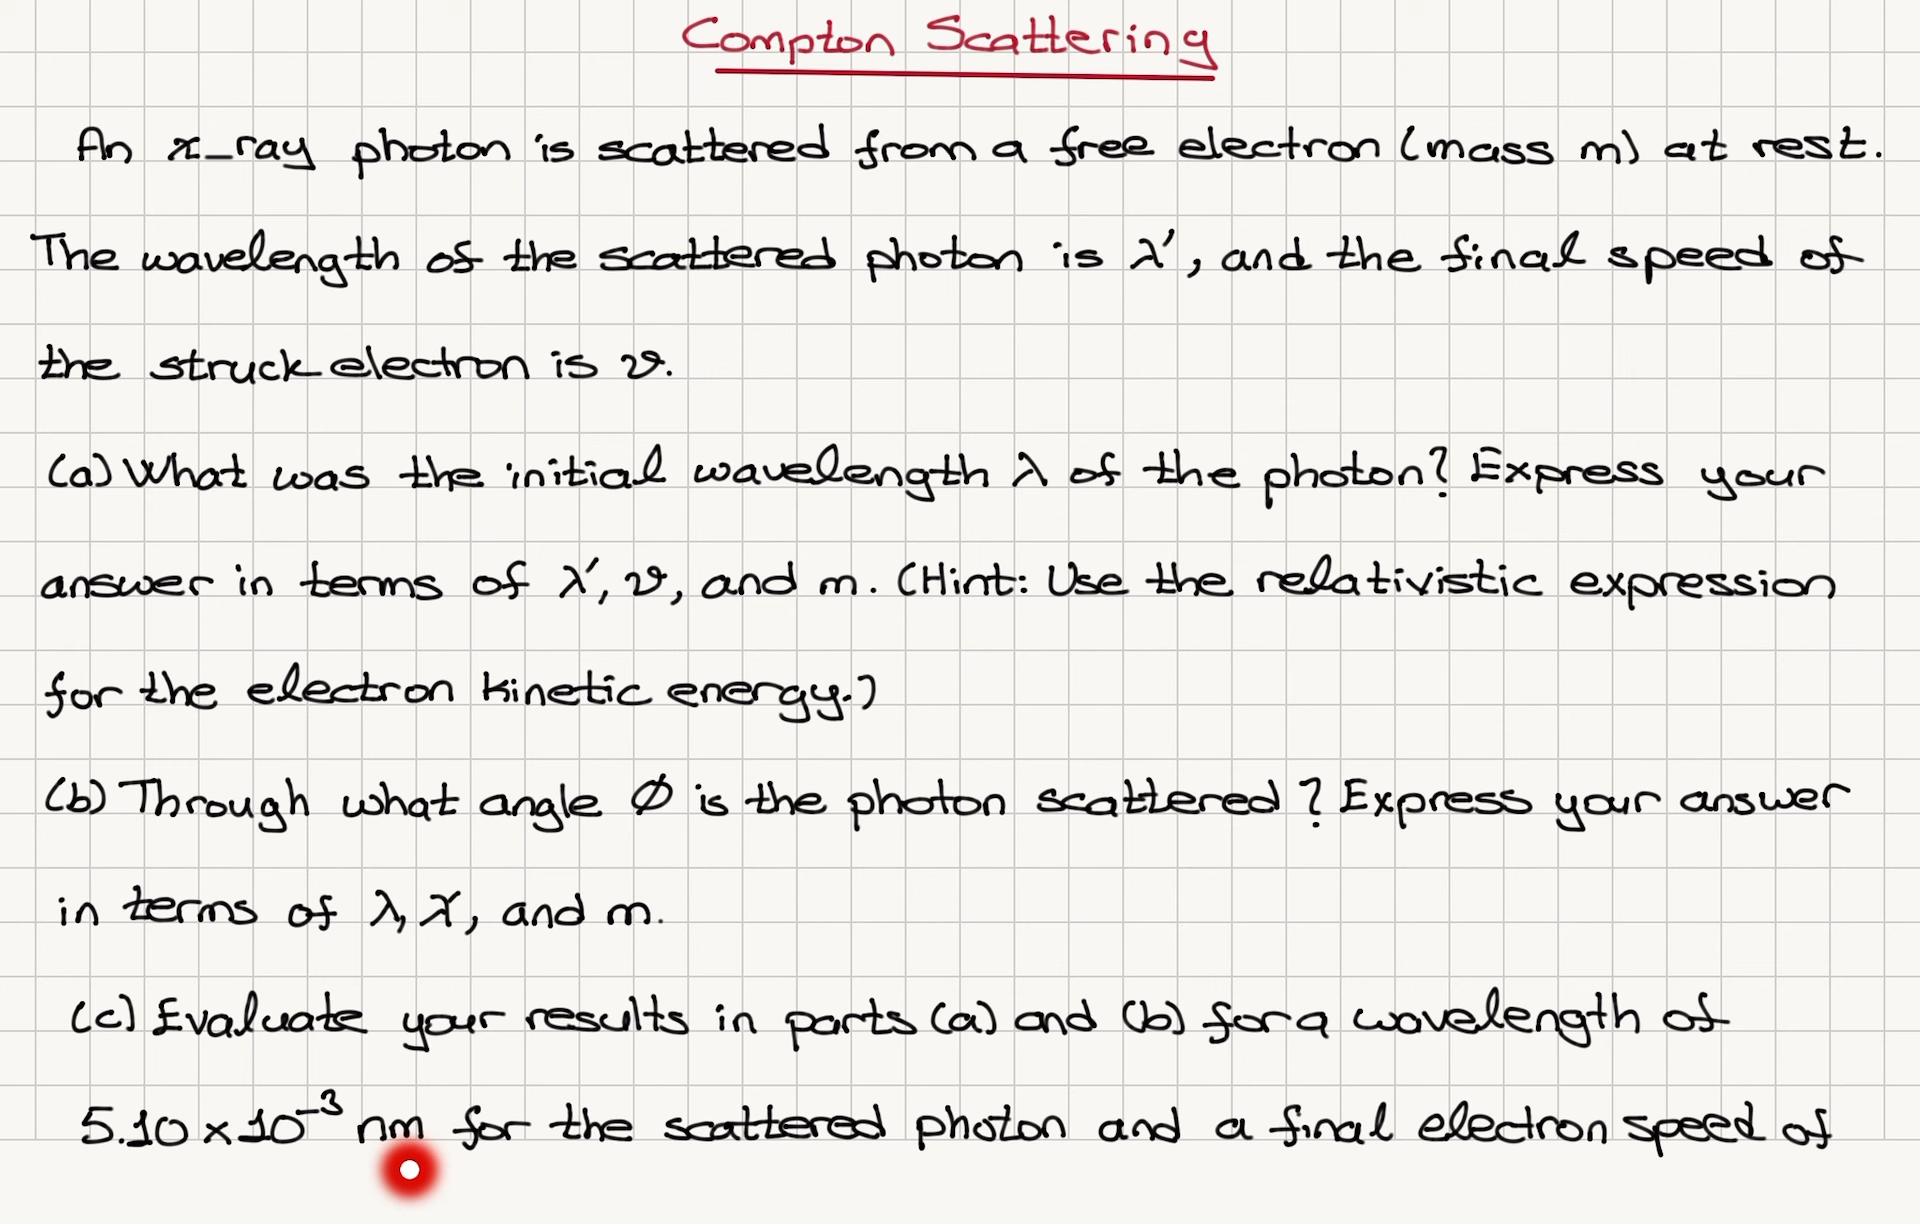 Compton Scattering
An x-ray photon is scattered from a free electron (mass m) at rest.
The wavelength of the scattered photon is λ', and the final speed of
the struck electron is v.
(a) What was the initial wavelength λ of the photon? Express your
answer in terms of λ', v, and m. (Hint: Use the relativistic expression
for the electron kinetic energy.)
(b) Through what angle Ø is the photon scattered? Express your answer
in terms of λ, λ', and m.
(c) Evaluate your results in parts (a) and (b) for a wavelength of
5.10 × 10⁻³ nm for the scattered photon and a final electron speed of